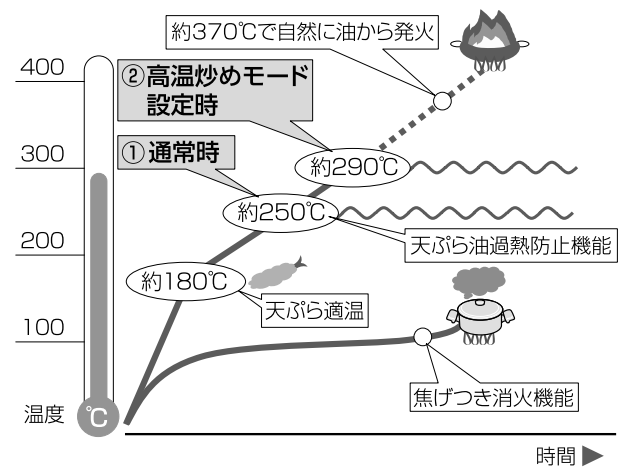 約370℃で自然に油から発火
400
②高温炒めモード
設定時
①通常時
300
約290℃
約250℃
200
天ぷら油過熱防止機能
約180℃
天ぷら適温
100
焦げつき消火機能
温度
℃
時間▶